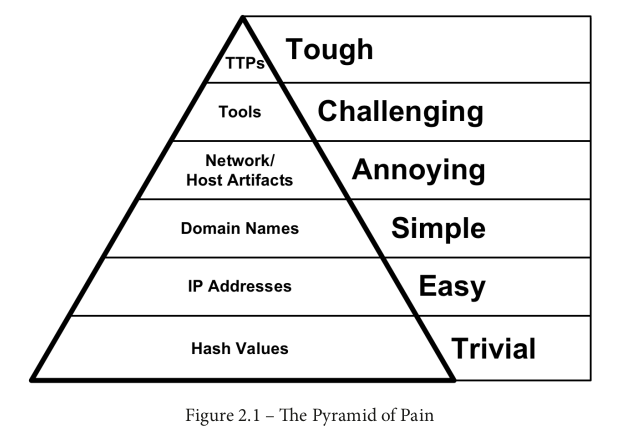 TTPs
Tough
Tools
Challenging
Network/
Host Artifacts
Annoying
Domain Names
Simple
IP Addresses
Easy
Hash Values
Trivial
Figure 2.1 – The Pyramid of Pain